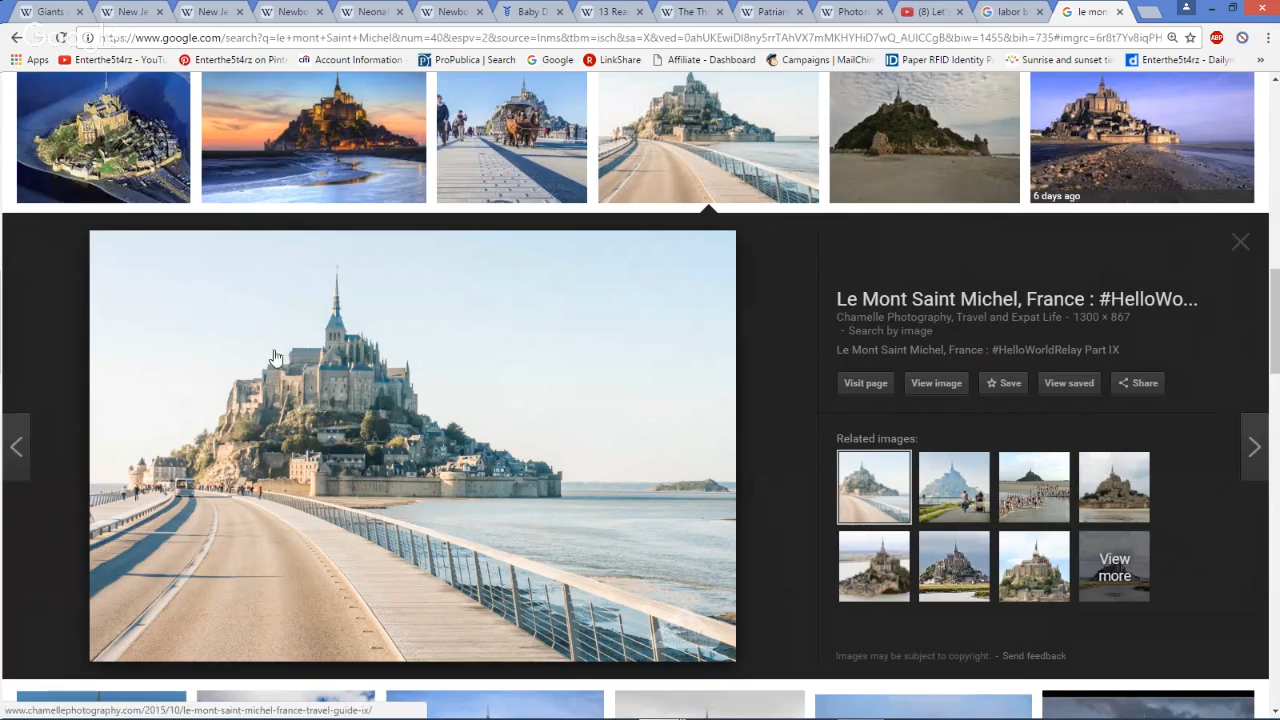 Giants
New Je
New Je
Newbo
Neona
Newbo
Baby D
13 Rea
The Th
Patriar
Photor
(8) Let'
labor b
le mon
https://www.google.com/search?q=le+mont+Saint+Michel&num=40&espv=2&source=lnms&tbm=isch&sa=X&ved=0ahUKEwiDl8nysrrTAhVX7mMKHYHiD7wQ_AUICCgB&biw=1455&bih=735#imgrc=6r8t7Yv8iqPH
ABP
Apps
Enterthe5t4rz - YouTu
Enterthe5t4rz on Pint
Account Information
ProPublica | Search
Google
LinkShare
Affiliate - Dashboard
Campaigns | MailChim
Paper RFID Identity P
Sunrise and sunset tim
Enterthe5t4rz - Dailym
6 days ago
Le Mont Saint Michel, France : #HelloWo...
Chamelle Photography, Travel and Expat Life - 1300 × 867
- Search by image
Le Mont Saint Michel, France : #HelloWorldRelay Part IX
Visit page
View image
Save
View saved
Share
Related images:
View
more
Images may be subject to copyright. - Send feedback
www.chamellephotography.com/2015/10/le-mont-saint-michel-france-travel-guide-ix/